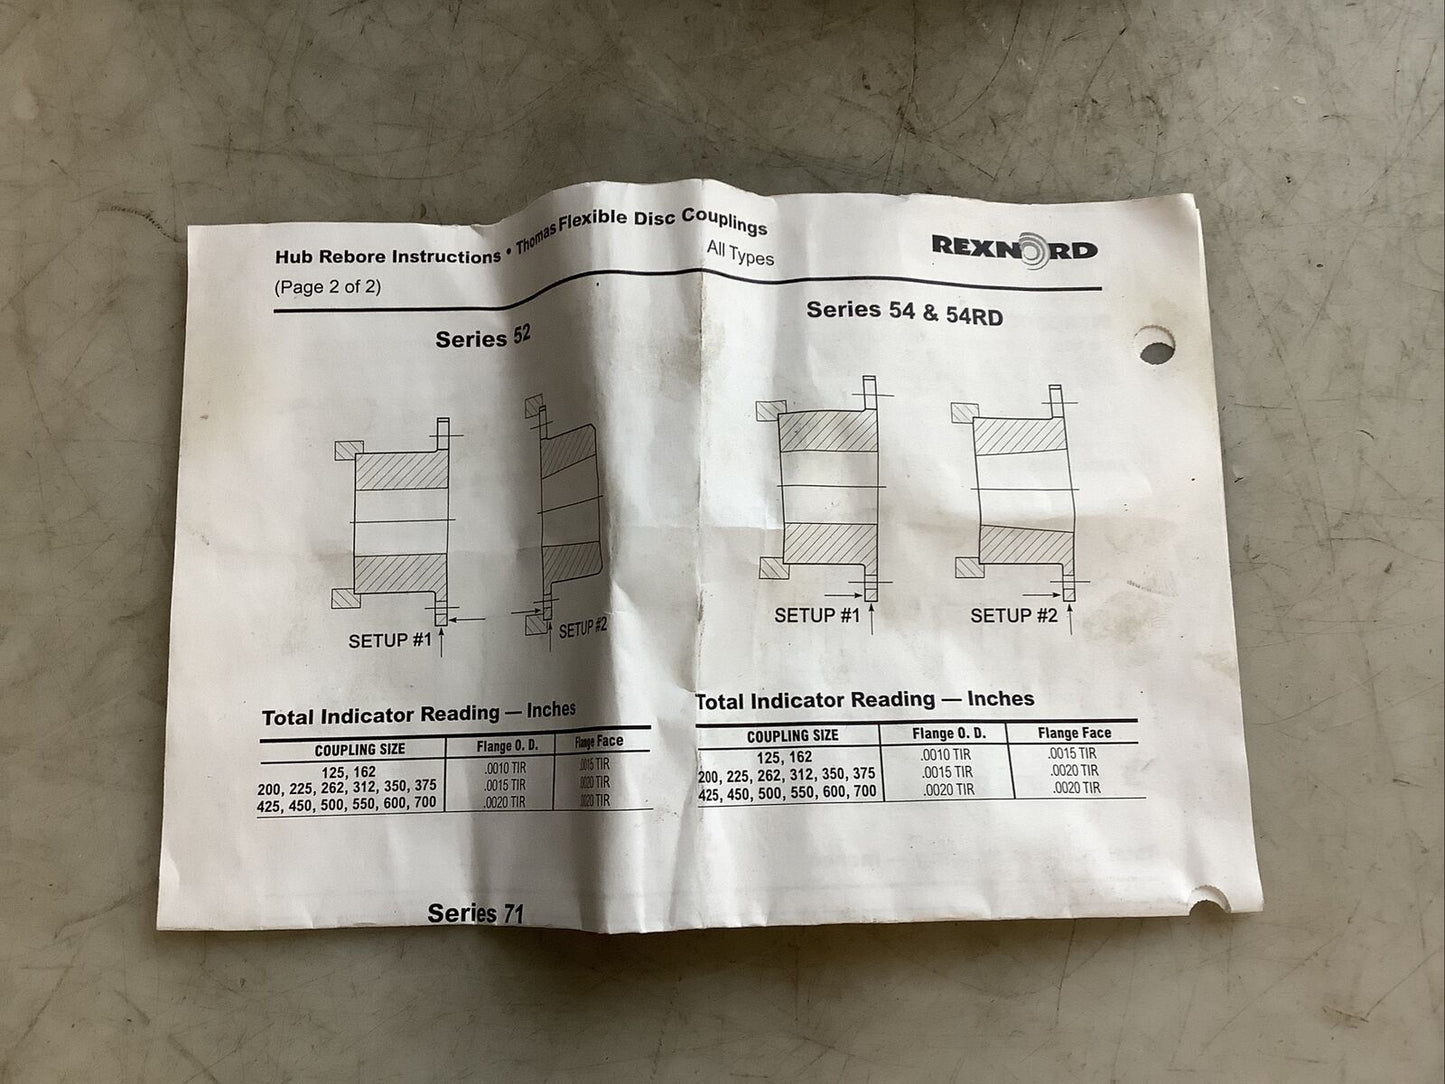 Hub Rebore Instructions • Thomas Flexible Disc Couplings
All Types
(Page 2 of 2)
REXNORD
Series 52
SETUP #1
SETUP #2
Total Indicator Reading — Inches
COUPLING SIZE Flange O. D. Flange Face
125, 162 .0010 TIR .0015 TIR
200, 225, 262, 312, 350, 375 .0015 TIR .0020 TIR
425, 450, 500, 550, 600, 700 .0020 TIR .0020 TIR
Series 54 & 54RD
SETUP #1
SETUP #2
Total Indicator Reading — Inches
COUPLING SIZE Flange O. D. Flange Face
125, 162 .0010 TIR .0015 TIR
200, 225, 262, 312, 350, 375 .0015 TIR .0020 TIR
425, 450, 500, 550, 600, 700 .0020 TIR .0020 TIR
Series 71